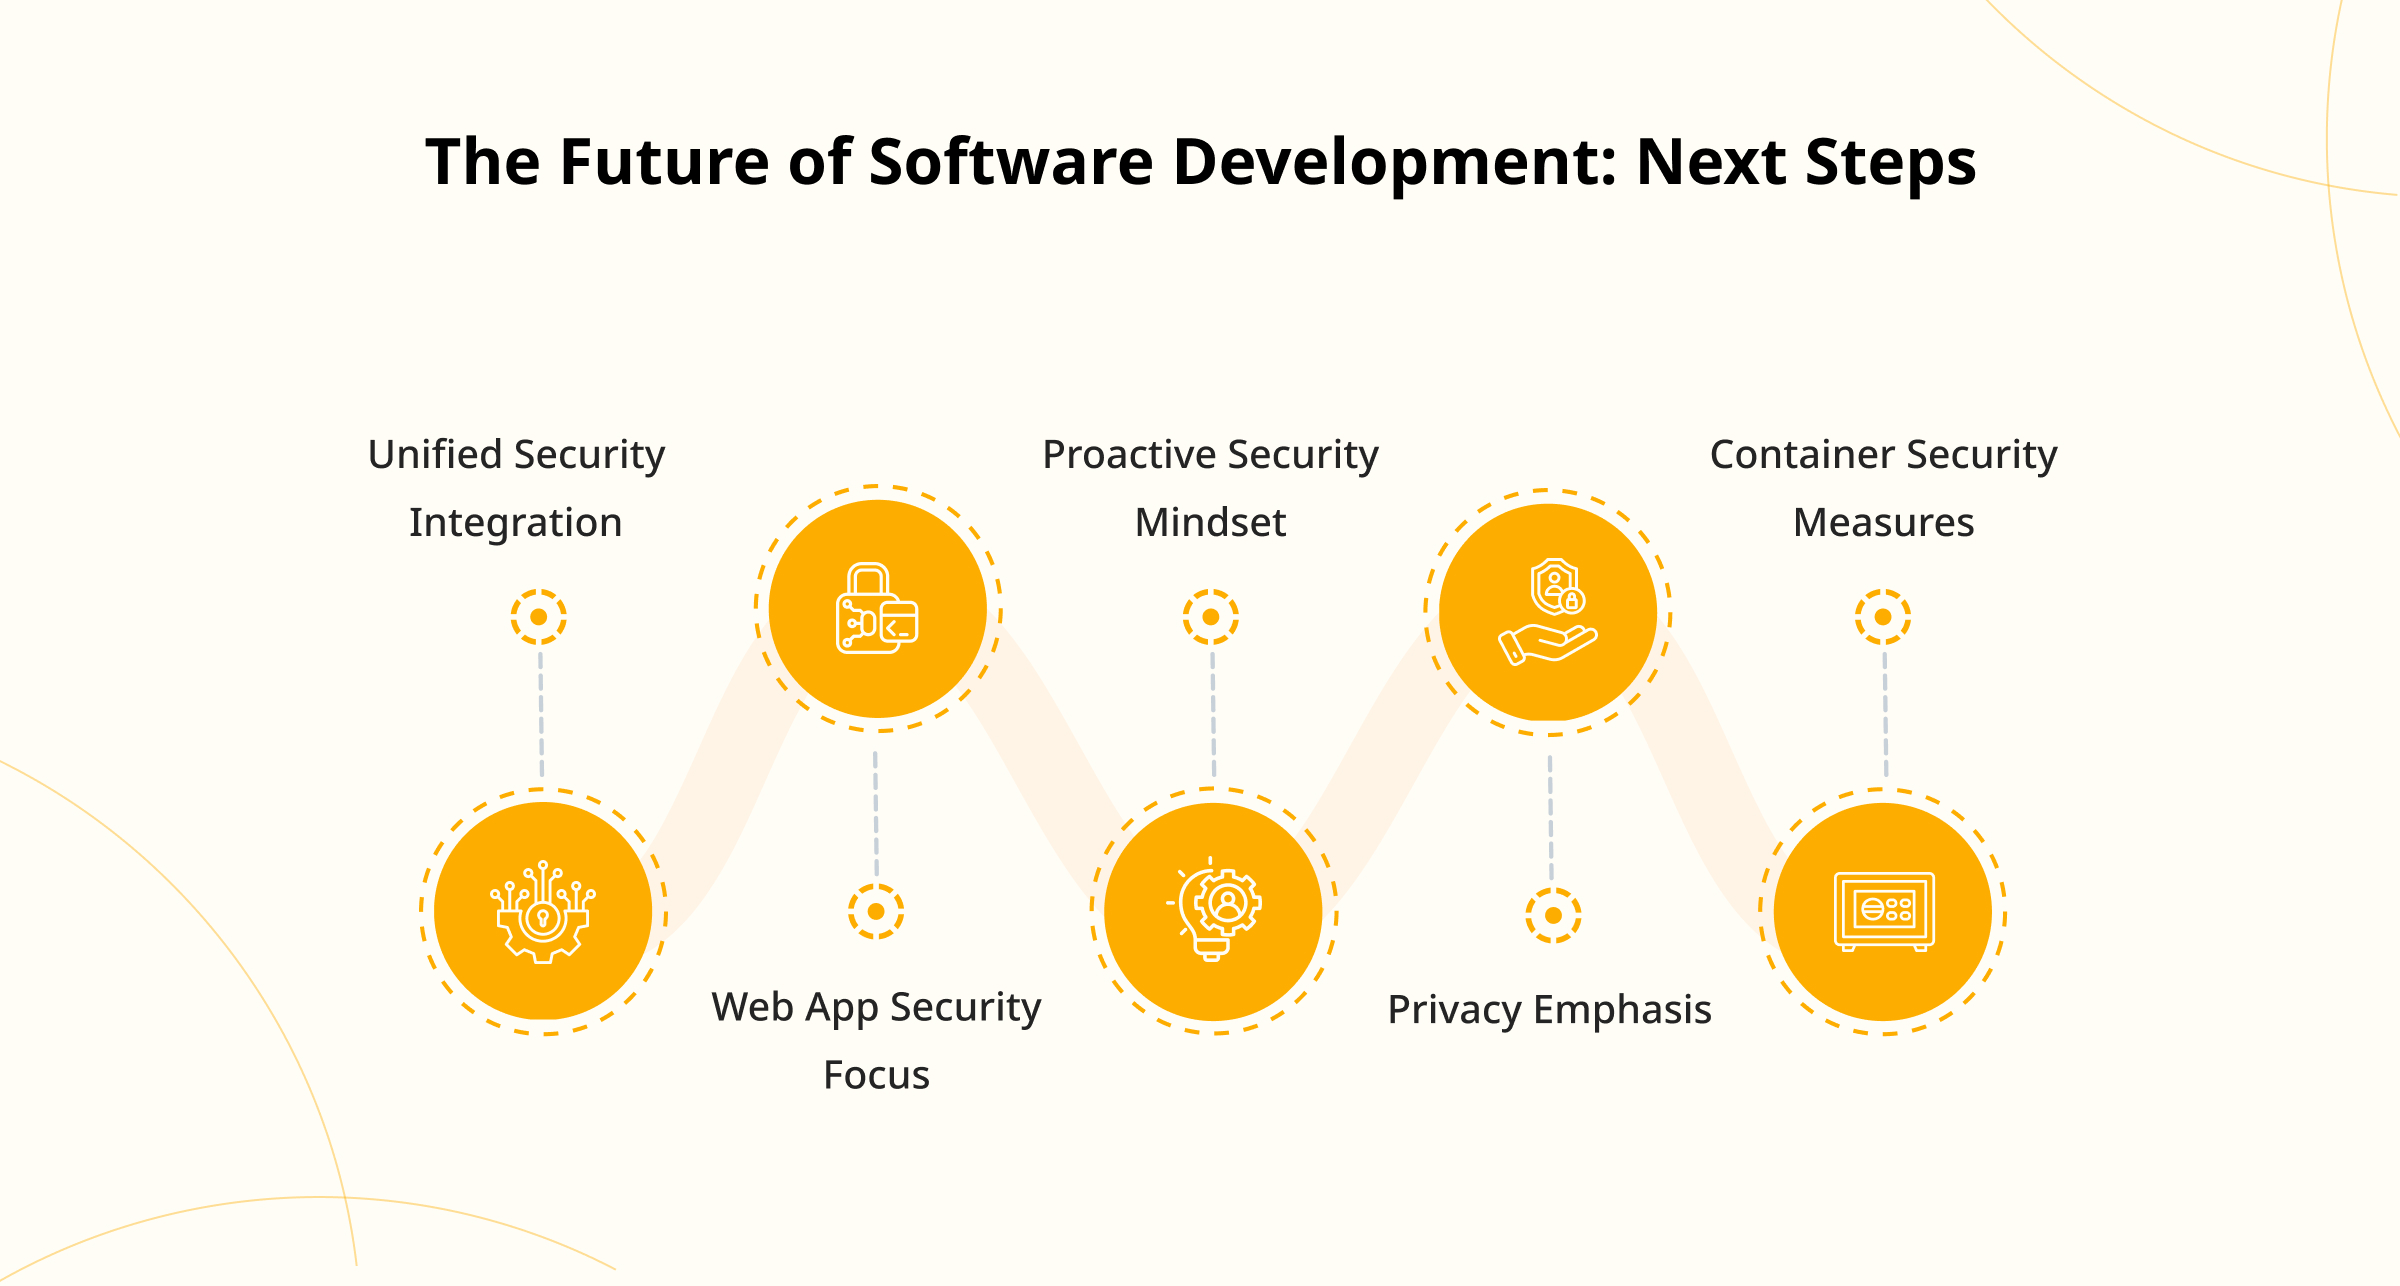 The Future of Software Development: Next Steps
Unified Security
Integration
Web App Security
Focus
Proactive Security
Mindset
Privacy Emphasis
Container Security
Measures